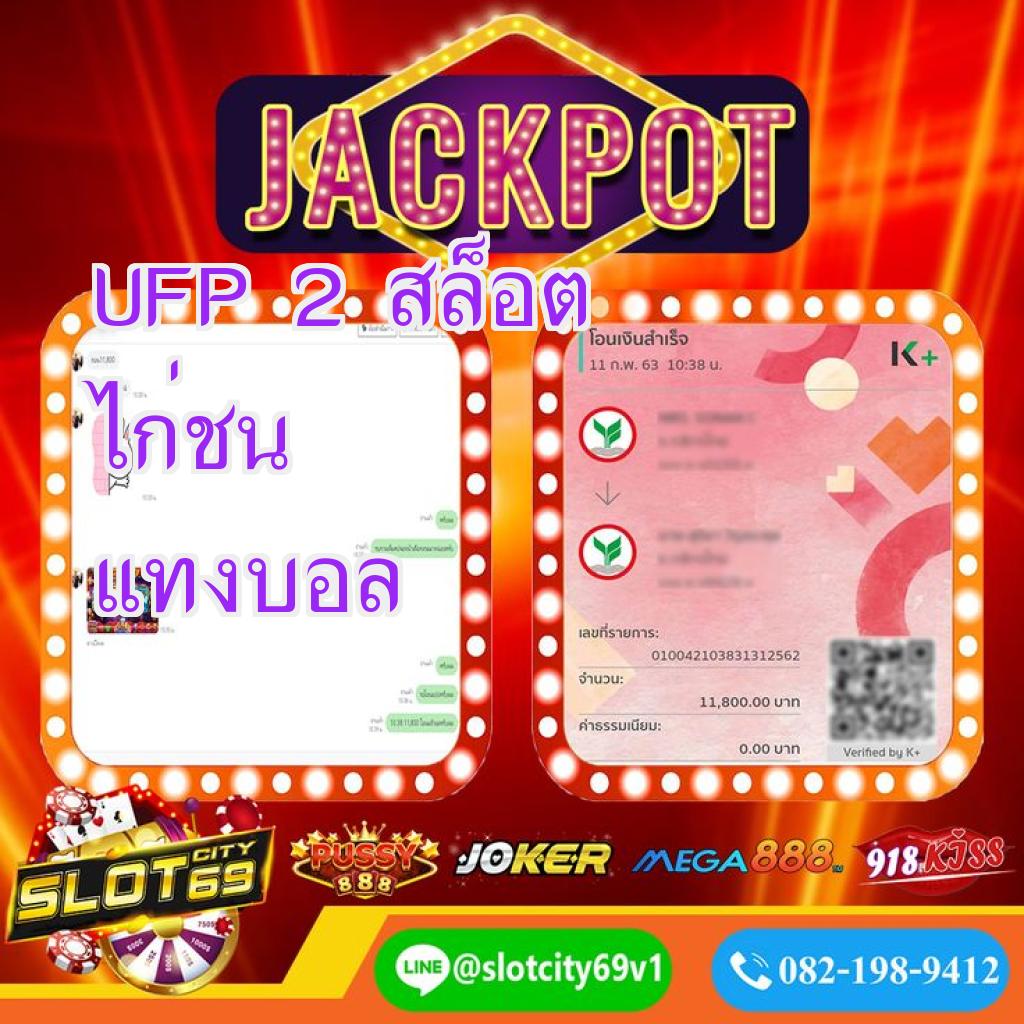 JACKPOT
UFP 2 สล็อต
ไก่ชน
แทงบอล
โอนเงินสำเร็จ
11 ก.พ. 63 10:38 น.
K+
เลขที่รายการ:
010042103831312562
จำนวน:
11,800.00 บาท
ค่าธรรมเนียม:
0.00 บาท
Verified by K+
SLOT CITY 69
PUSSY 888
JOKER
MEGA888
918KISS
LINE @slotcity69v1
082-198-9412